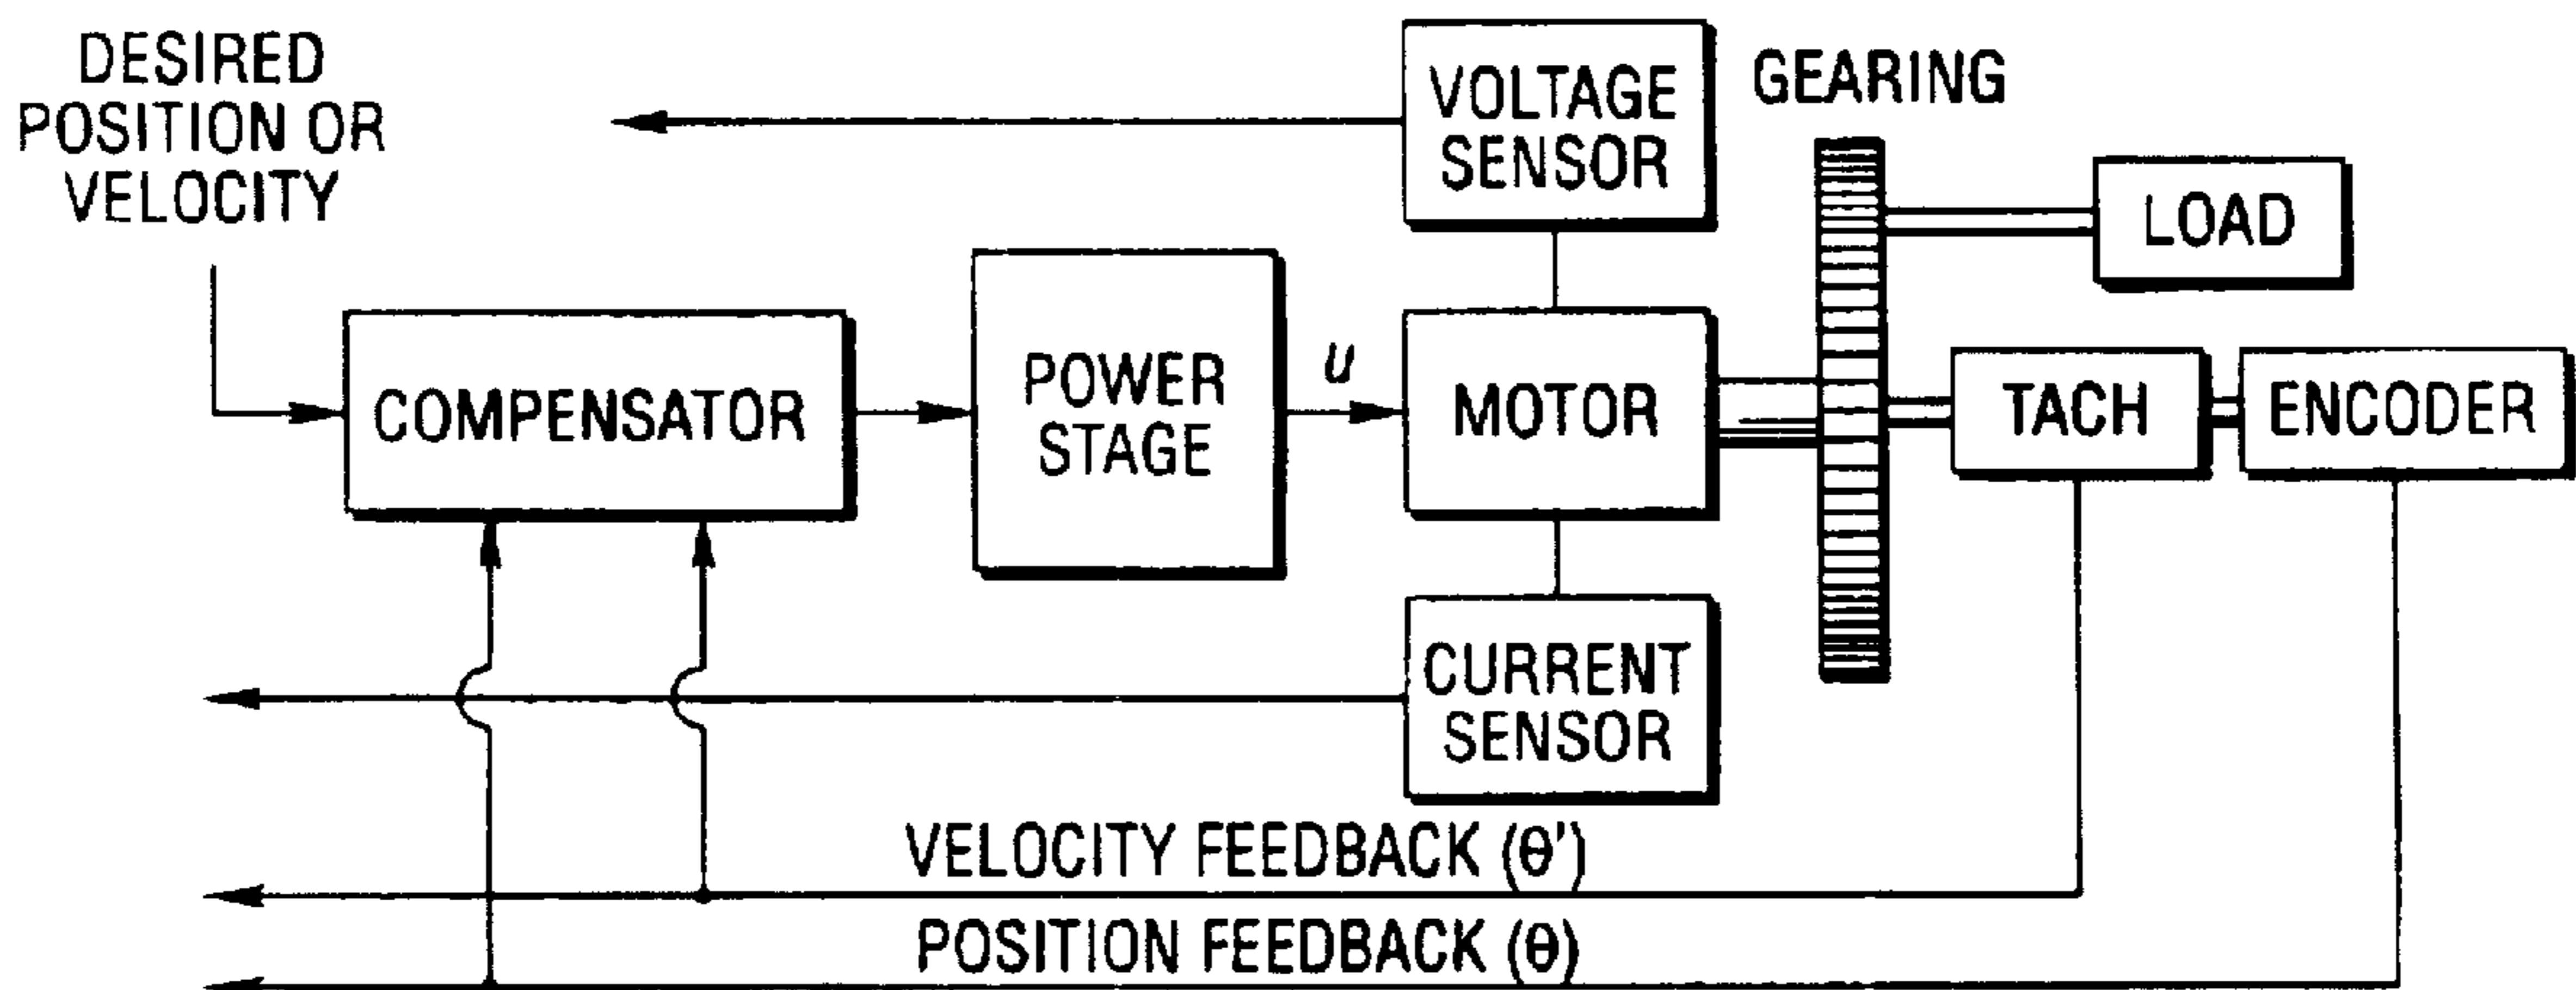 DESIRED
POSITION OR
VELOCITY
VOLTAGE
SENSOR
GEARING
LOAD
COMPENSATOR
POWER
STAGE
u
MOTOR
TACH
ENCODER
CURRENT
SENSOR
VELOCITY FEEDBACK (θ')
POSITION FEEDBACK (θ)